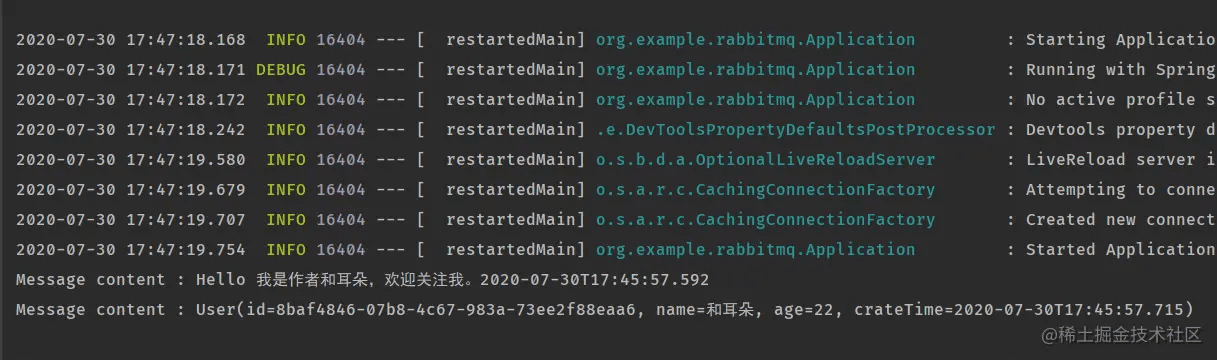 2020-07-30 17:47:18.168  INFO 16404 --- [  restartedMain] org.example.rabbitmq.Application         : Starting Applicatio
2020-07-30 17:47:18.171 DEBUG 16404 --- [  restartedMain] org.example.rabbitmq.Application         : Running with Spring
2020-07-30 17:47:18.172  INFO 16404 --- [  restartedMain] org.example.rabbitmq.Application         : No active profile s
2020-07-30 17:47:18.242  INFO 16404 --- [  restartedMain] .e.DevToolsPropertyDefaultsPostProcessor : Devtools property d
2020-07-30 17:47:19.580  INFO 16404 --- [  restartedMain] o.s.b.d.a.OptionalLiveReloadServer       : LiveReload server i
2020-07-30 17:47:19.679  INFO 16404 --- [  restartedMain] o.s.a.r.c.CachingConnectionFactory       : Attempting to conne
2020-07-30 17:47:19.707  INFO 16404 --- [  restartedMain] o.s.a.r.c.CachingConnectionFactory       : Created new connect
2020-07-30 17:47:19.754  INFO 16404 --- [  restartedMain] org.example.rabbitmq.Application         : Started Application
Message content : Hello 我是作者和耳朵，欢迎关注我。2020-07-30T17:45:57.592
Message content : User(id=8baf4846-07b8-4c67-983a-73ee2f88eaa6, name=和耳朵, age=22, crateTime=2020-07-30T17:45:57.715)
@稀土掘金技术社区